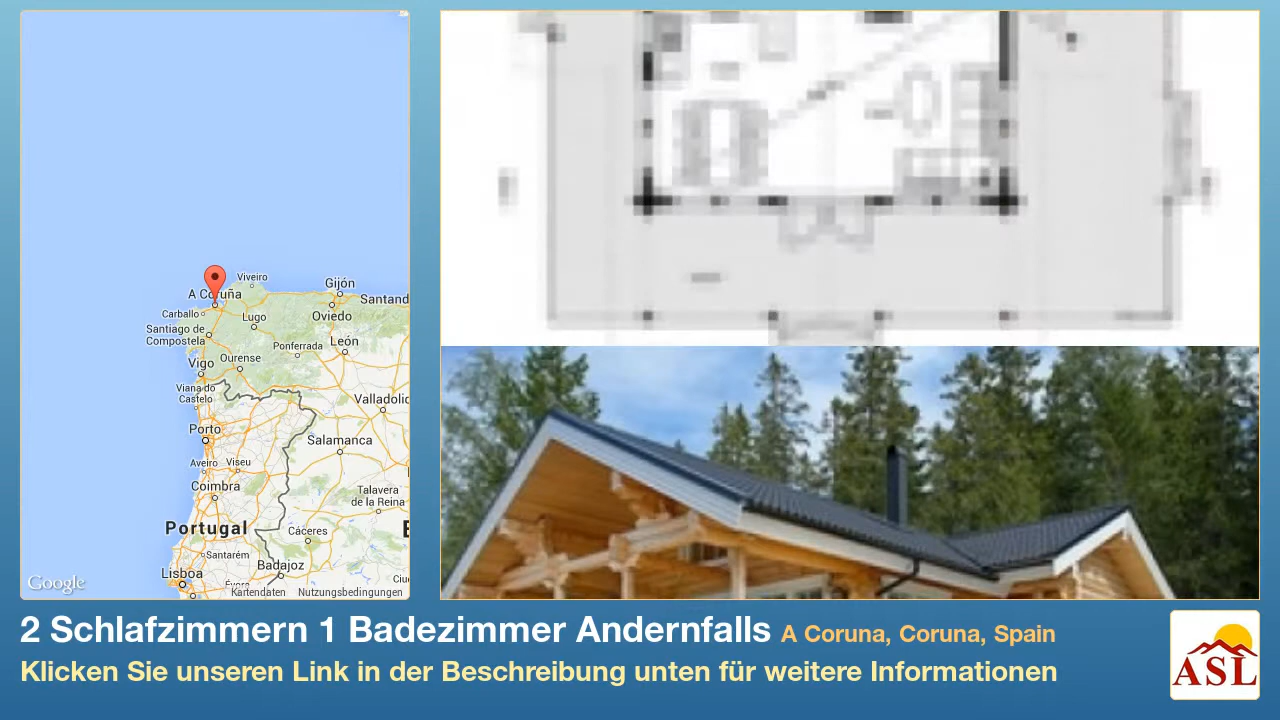 Viveiro
Gijón
A Coruña
Santand
Carballo
Lugo
Oviedo
Santiago de
Compostela
León
Ponferrada
Ourense
Vigo
Viana do
Castelo
Valladolid
Porto
Salamanca
Aveiro Viseu
Coimbra
Talavera
de la Reina
Portugal
Cáceres
E
Santarém
Badajoz
Lisboa
Évora
Ciu
Google
Kartendaten Nutzungsbedingungen
2 Schlafzimmern 1 Badezimmer Andernfalls A Coruna, Coruna, Spain
Klicken Sie unseren Link in der Beschreibung unten für weitere Informationen
ASL